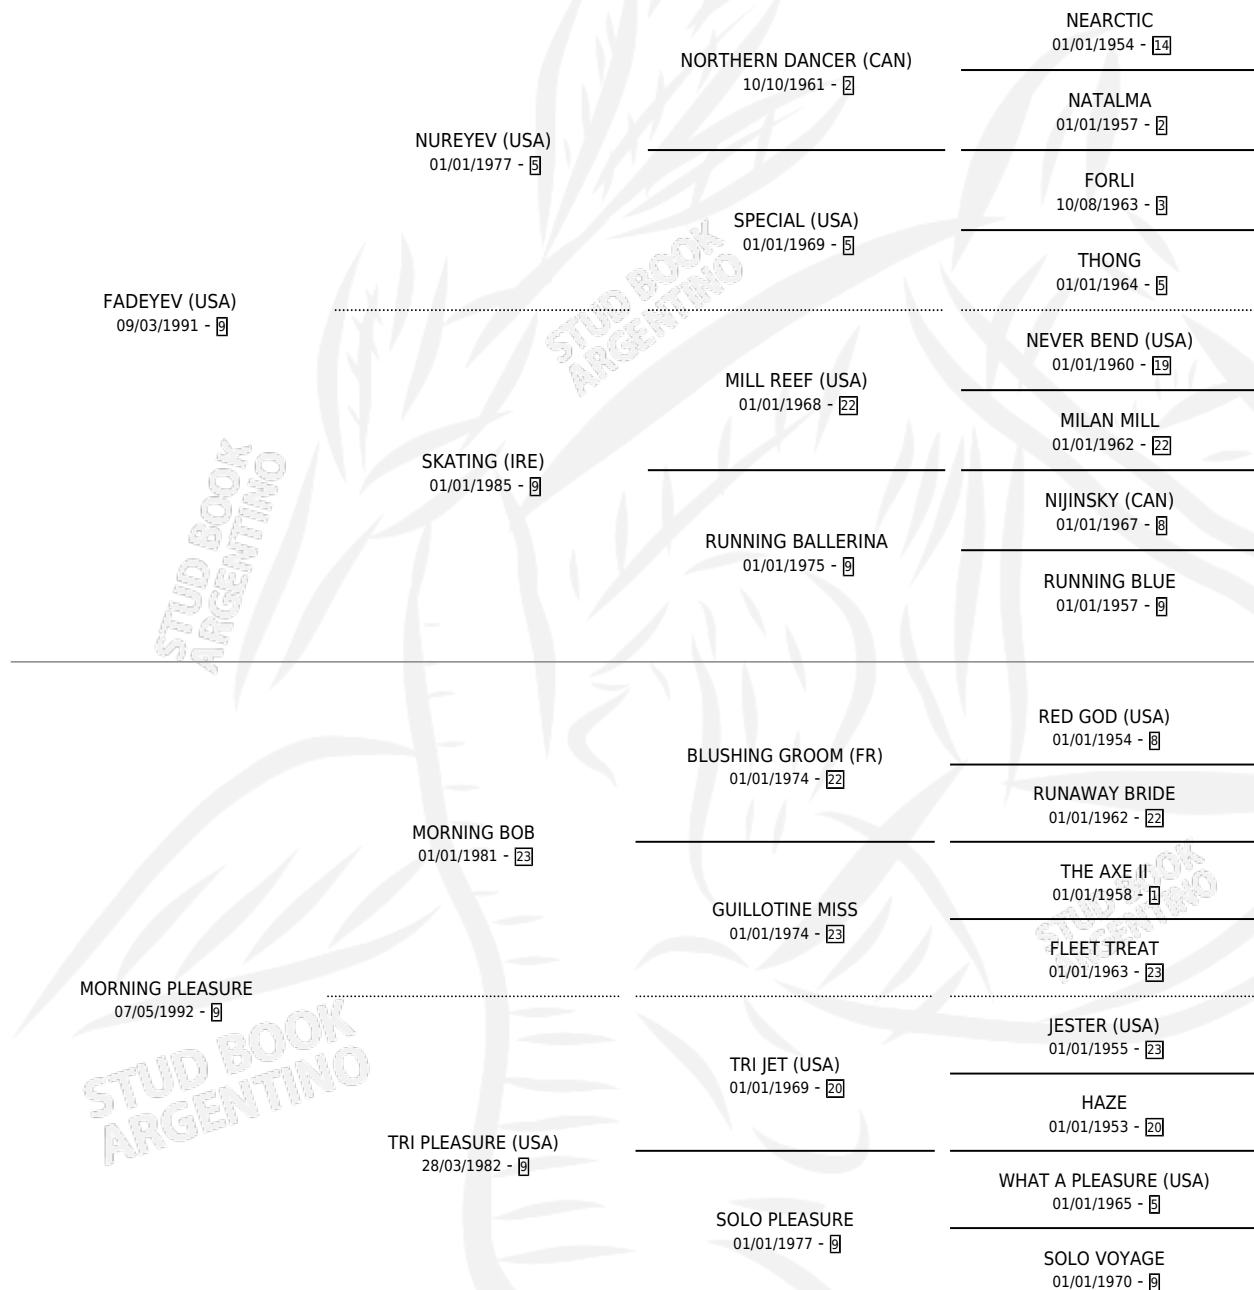 NEARCTIC
01/01/1954 - 14
NORTHERN DANCER (CAN)
10/10/1961 - 2
NATALMA
01/01/1957 - 2
NUREYEV (USA)
01/01/1977 - 5
FORLI
10/08/1963 - 3
SPECIAL (USA)
01/01/1969 - 5
THONG
01/01/1964 - 5
FADEYEV (USA)
09/03/1991 - 9
NEVER BEND (USA)
01/01/1960 - 19
MILL REEF (USA)
01/01/1968 - 22
MILAN MILL
01/01/1962 - 22
SKATING (IRE)
01/01/1985 - 9
NIJINSKY (CAN)
01/01/1967 - 8
RUNNING BALLERINA
01/01/1975 - 9
RUNNING BLUE
01/01/1957 - 9
RED GOD (USA)
01/01/1954 - 8
BLUSHING GROOM (FR)
01/01/1974 - 22
RUNAWAY BRIDE
01/01/1962 - 22
MORNING BOB
01/01/1981 - 23
THE AXE II
01/01/1958 - 1
GUILLOTINE MISS
01/01/1974 - 23
FLEET TREAT
01/01/1963 - 23
MORNING PLEASURE
07/05/1992 - 9
JESTER (USA)
01/01/1955 - 23
TRI JET (USA)
01/01/1969 - 20
HAZE
01/01/1953 - 20
TRI PLEASURE (USA)
28/03/1982 - 9
WHAT A PLEASURE (USA)
01/01/1965 - 5
SOLO PLEASURE
01/01/1977 - 9
SOLO VOYAGE
01/01/1970 - 9
STUD BOOK
ARGENTINO
STUD BOOK
ARGENTINO
STUD BOOK
ARGENTINO
STUD BOOK
ARGENTINO